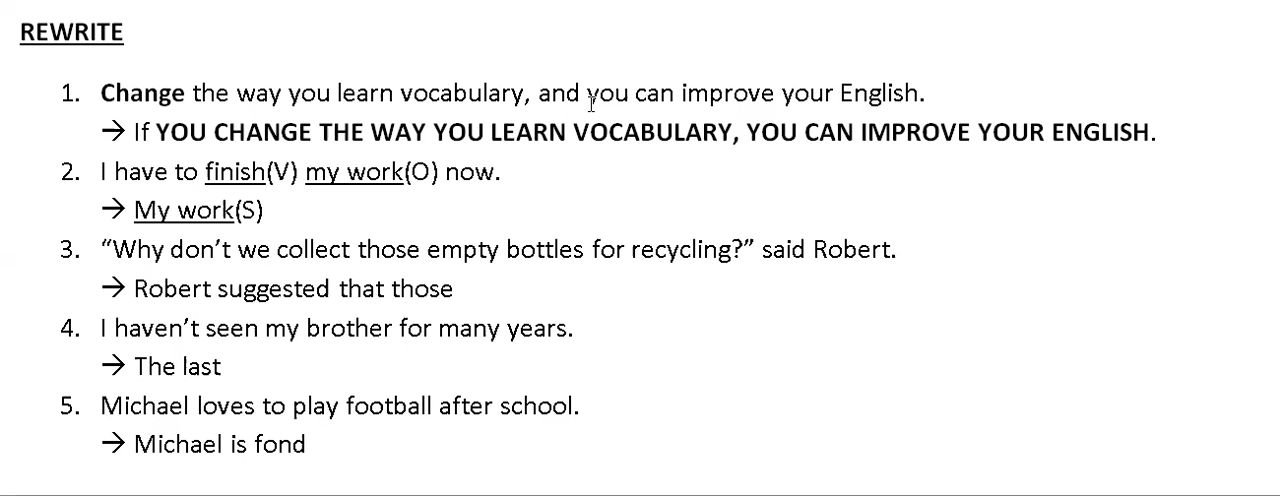 REWRITE
1. Change the way you learn vocabulary, and you can improve your English.
→ If YOU CHANGE THE WAY YOU LEARN VOCABULARY, YOU CAN IMPROVE YOUR ENGLISH.
2. I have to finish(V) my work(O) now.
→ My work(S)
3. “Why don’t we collect those empty bottles for recycling?” said Robert.
→ Robert suggested that those
4. I haven’t seen my brother for many years.
→ The last
5. Michael loves to play football after school.
→ Michael is fond